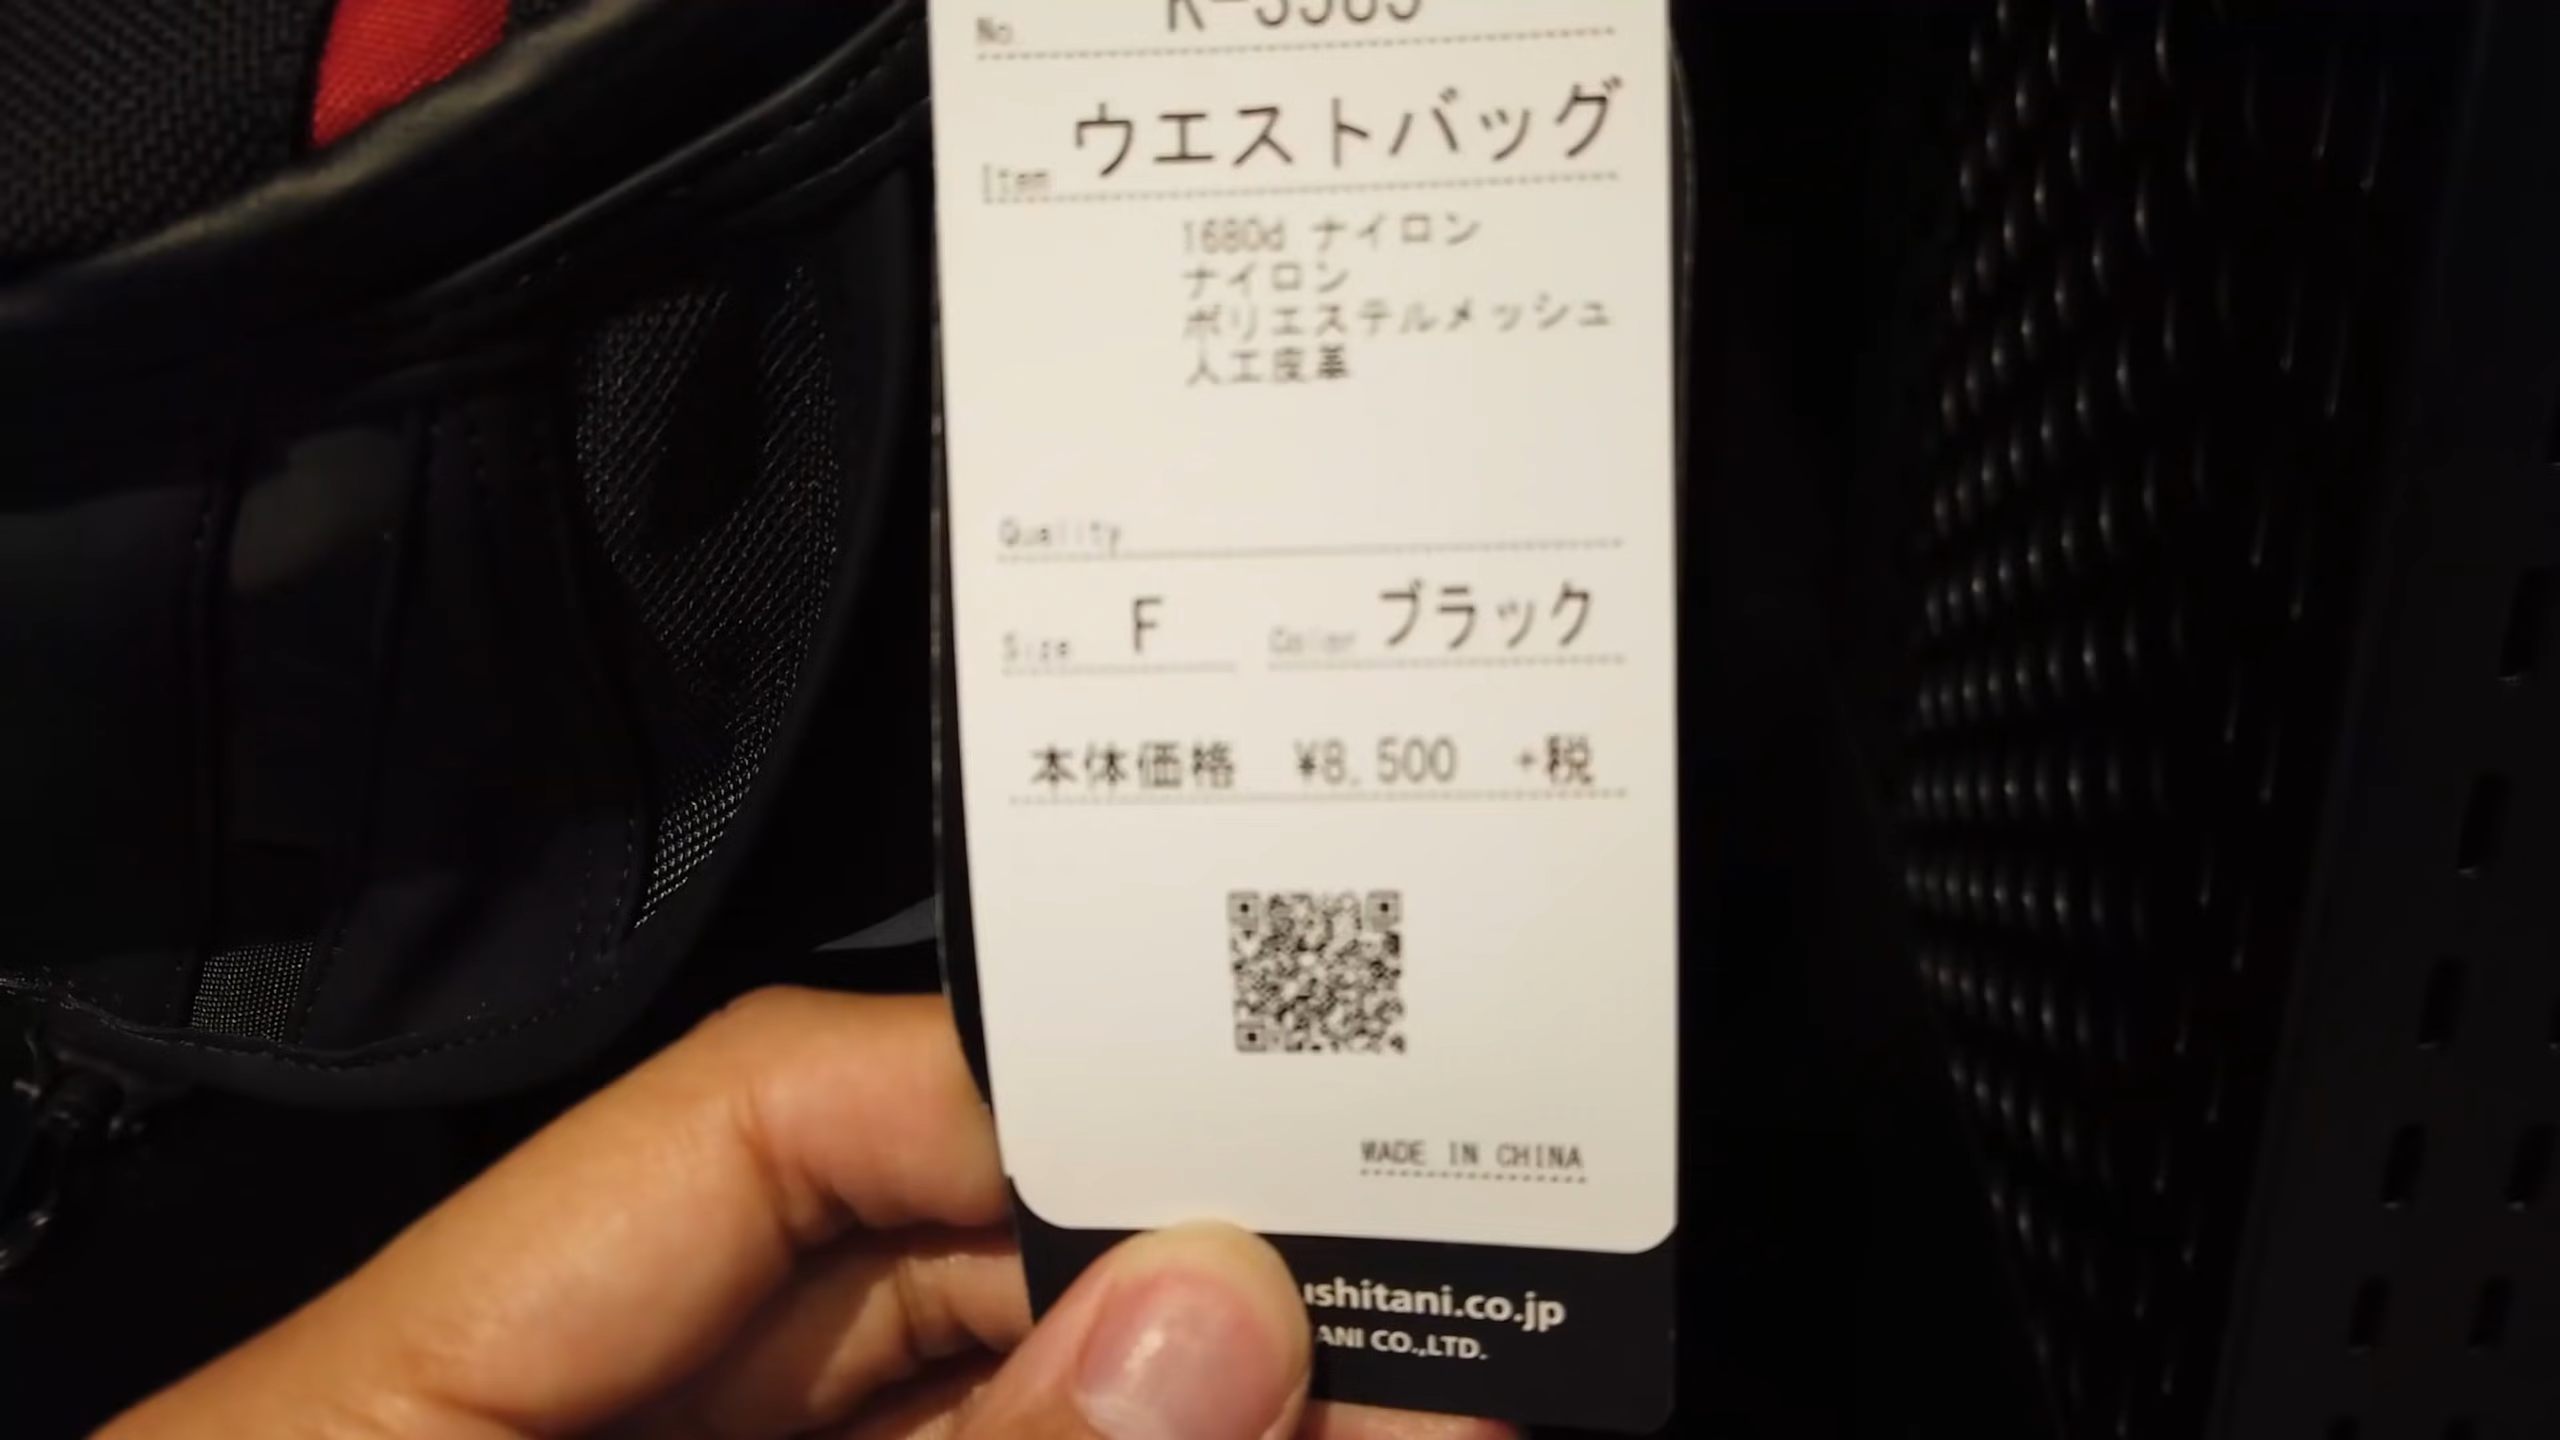 No.
Item ウエストバッグ
1680d ナイロン
ナイロン
ポリエステルメッシュ
人工皮革
Quality
Size F Color ブラック
本体価格 ¥8,500 +税
MADE IN CHINA
ushitani.co.jp
ANI CO.,LTD.